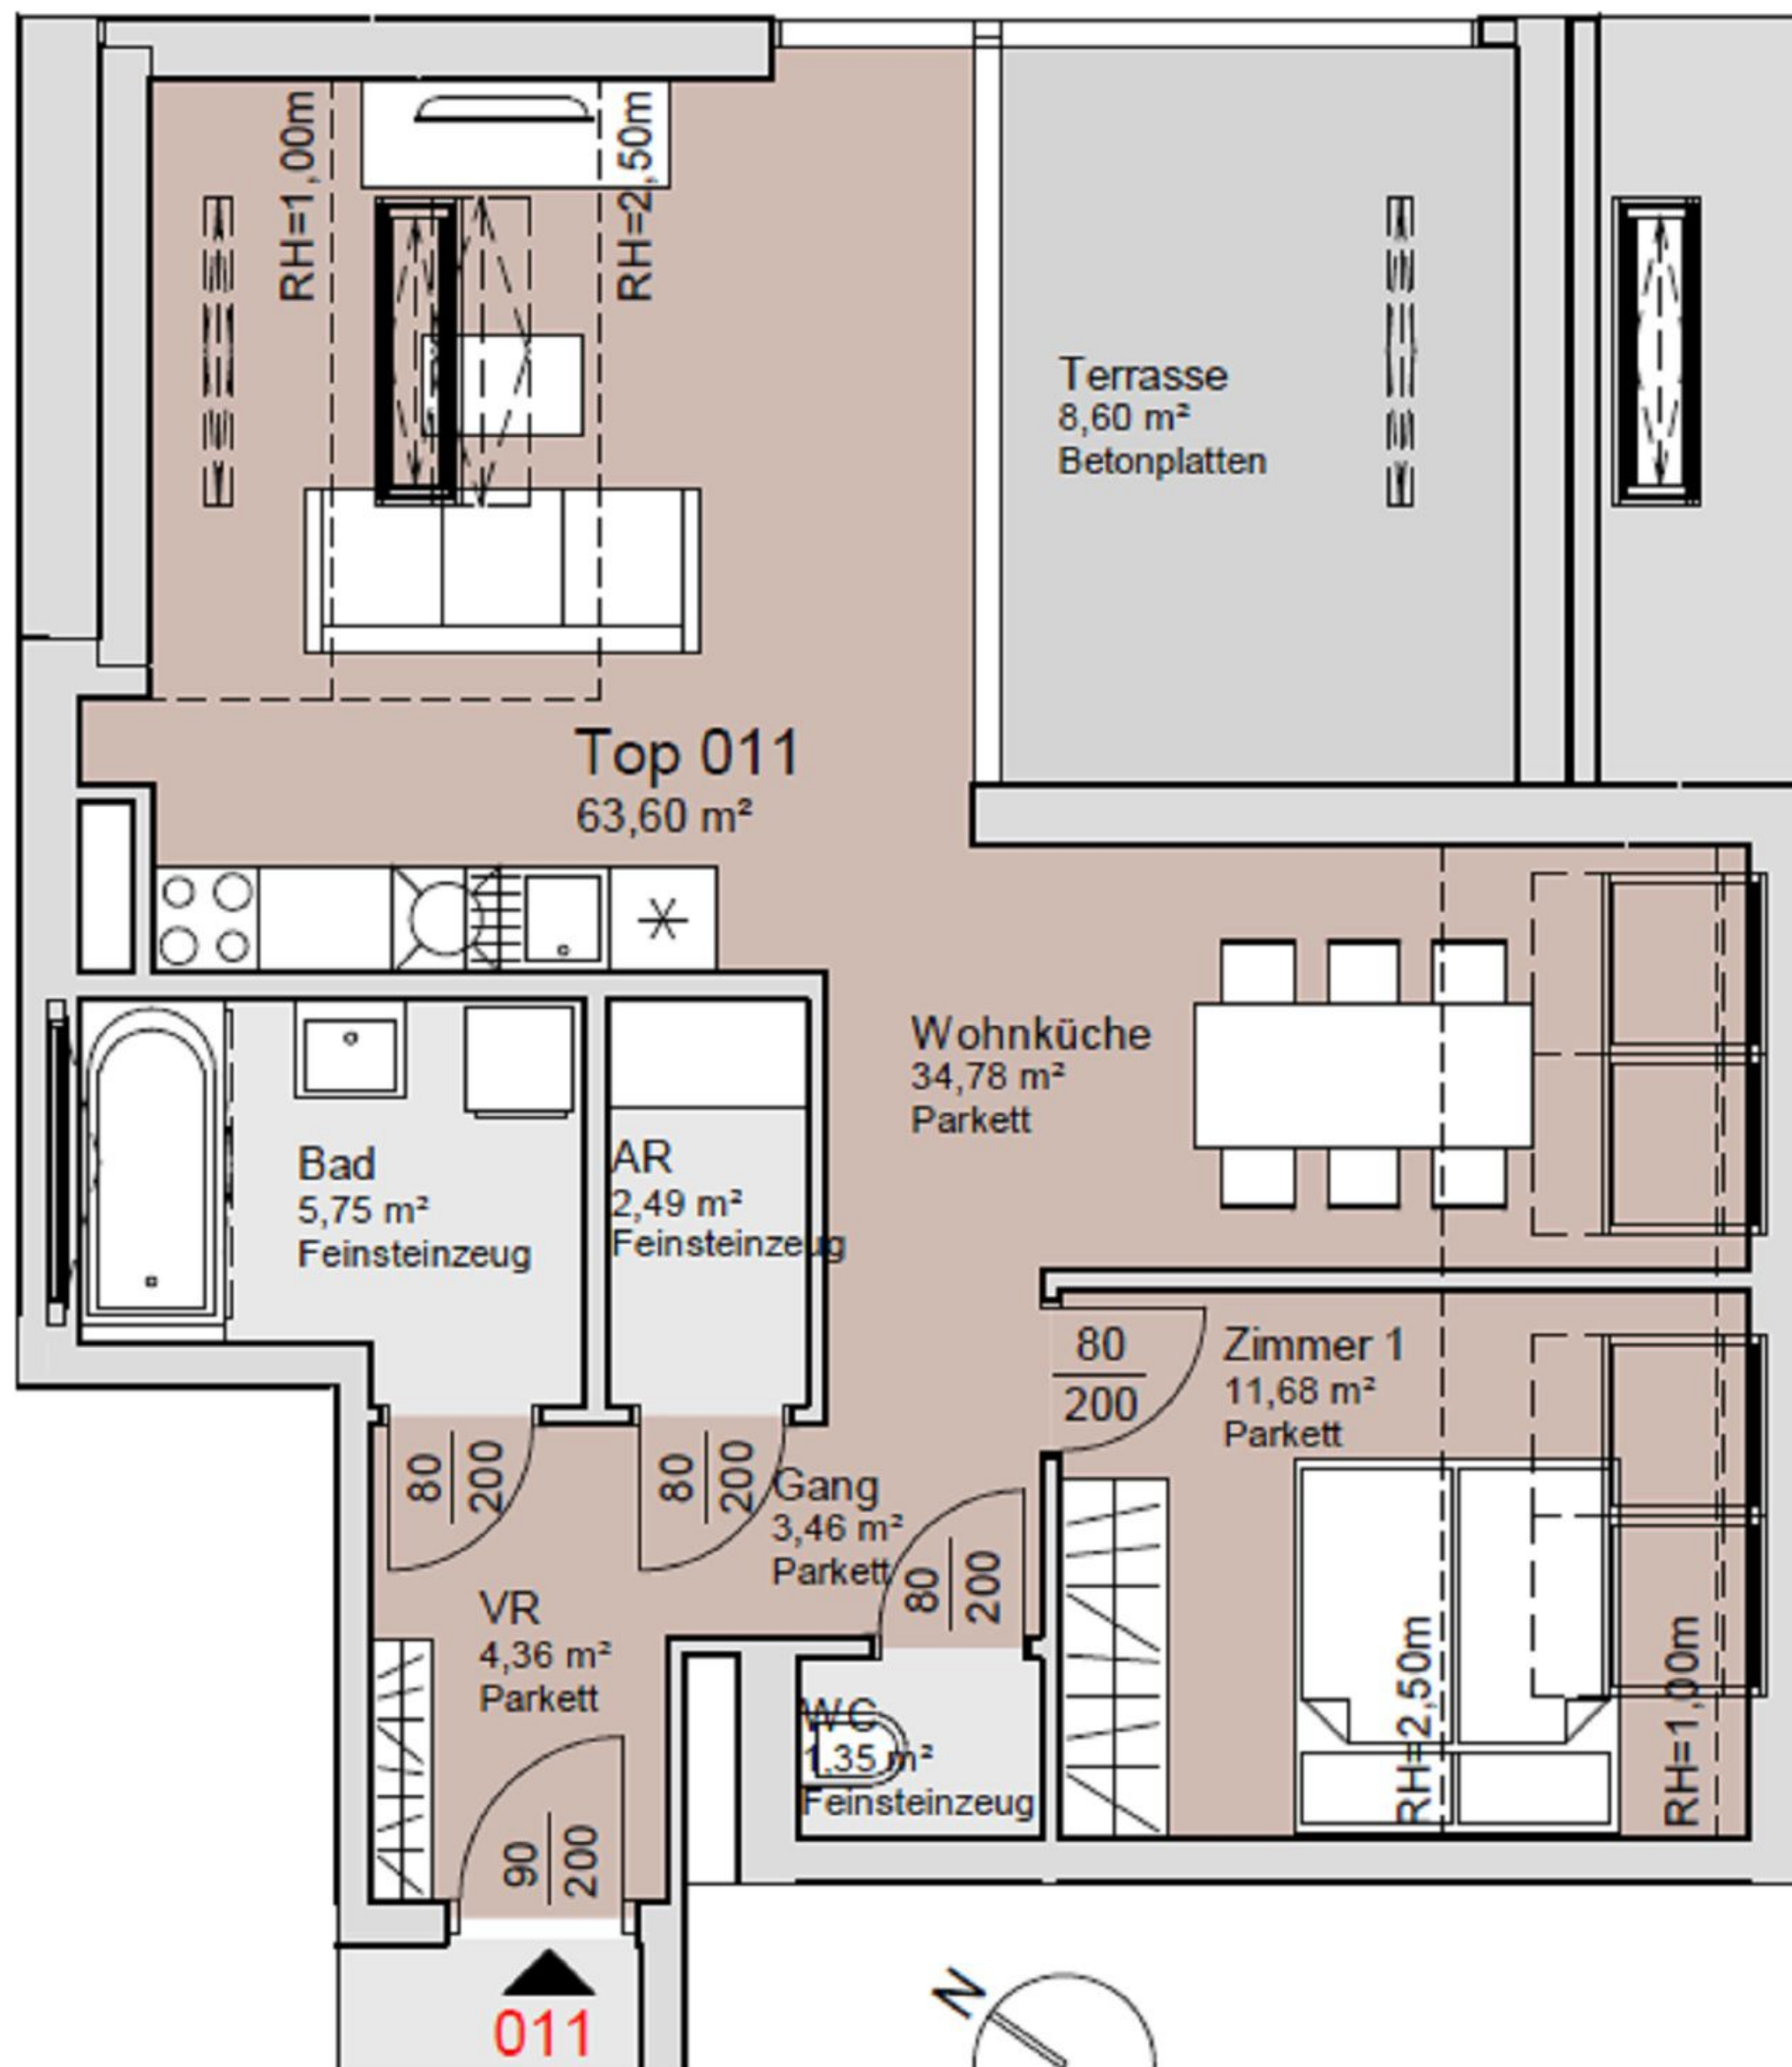 RH=1,00m
RH=2,50m
Terrasse
8,60 m²
Betonplatten
Top 011
63,60 m²
Wohnküche
34,78 m²
Parkett
Bad
5,75 m²
Feinsteinzeug
AR
2,49 m²
Feinsteinzeug
80
200
Zimmer 1
11,68 m²
Parkett
80
200
80
200
Gang
3,46 m²
Parkett
80
200
VR
4,36 m²
Parkett
RH=2,50m
RH=1,00m
WC
1,35 m²
Feinsteinzeug
90
200
011
N